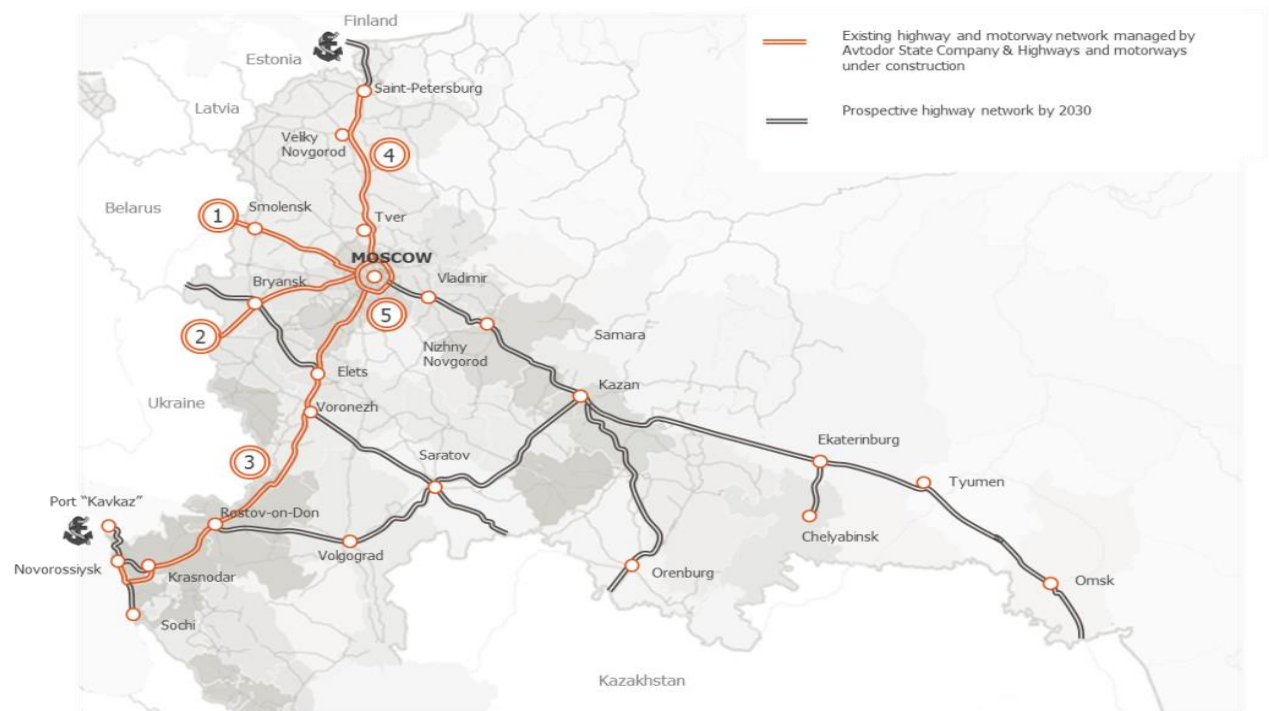 Finland
Existing highway and motorway network managed by
Avtodor State Company & Highways and motorways
under construction
Estonia
Saint-Petersburg
Latvia
Prospective highway network by 2030
Velky
Novgorod
4
Belarus
Smolensk
1
Tver
MOSCOW
Bryansk
Vladimir
5
2
Nizhny
Novgorod
Samara
Elets
Kazan
Ukraine
Voronezh
Ekaterinburg
Saratov
3
Tyumen
Port "Kavkaz"
Rostov-on-Don
Chelyabinsk
Volgograd
Novorossiysk
Krasnodar
Orenburg
Omsk
Sochi
Kazakhstan